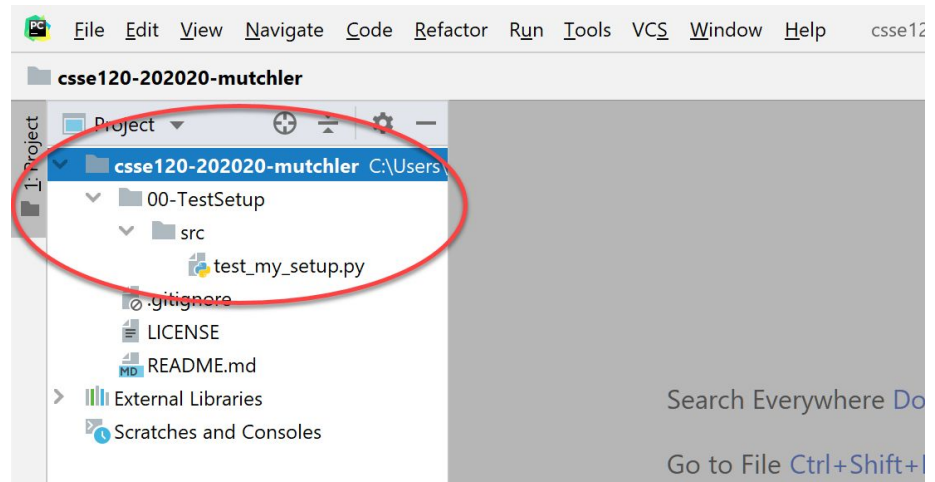 PC File Edit View Navigate Code Refactor Run Tools VCS Window Help csse12
csse120-202020-mutchler
1: Project
Project
csse120-202020-mutchler C:\Users\
00-TestSetup
src
test_my_setup.py
.gitignore
LICENSE
MD README.md
External Libraries
Scratches and Consoles
Search Everywhere Do
Go to File Ctrl+Shift+